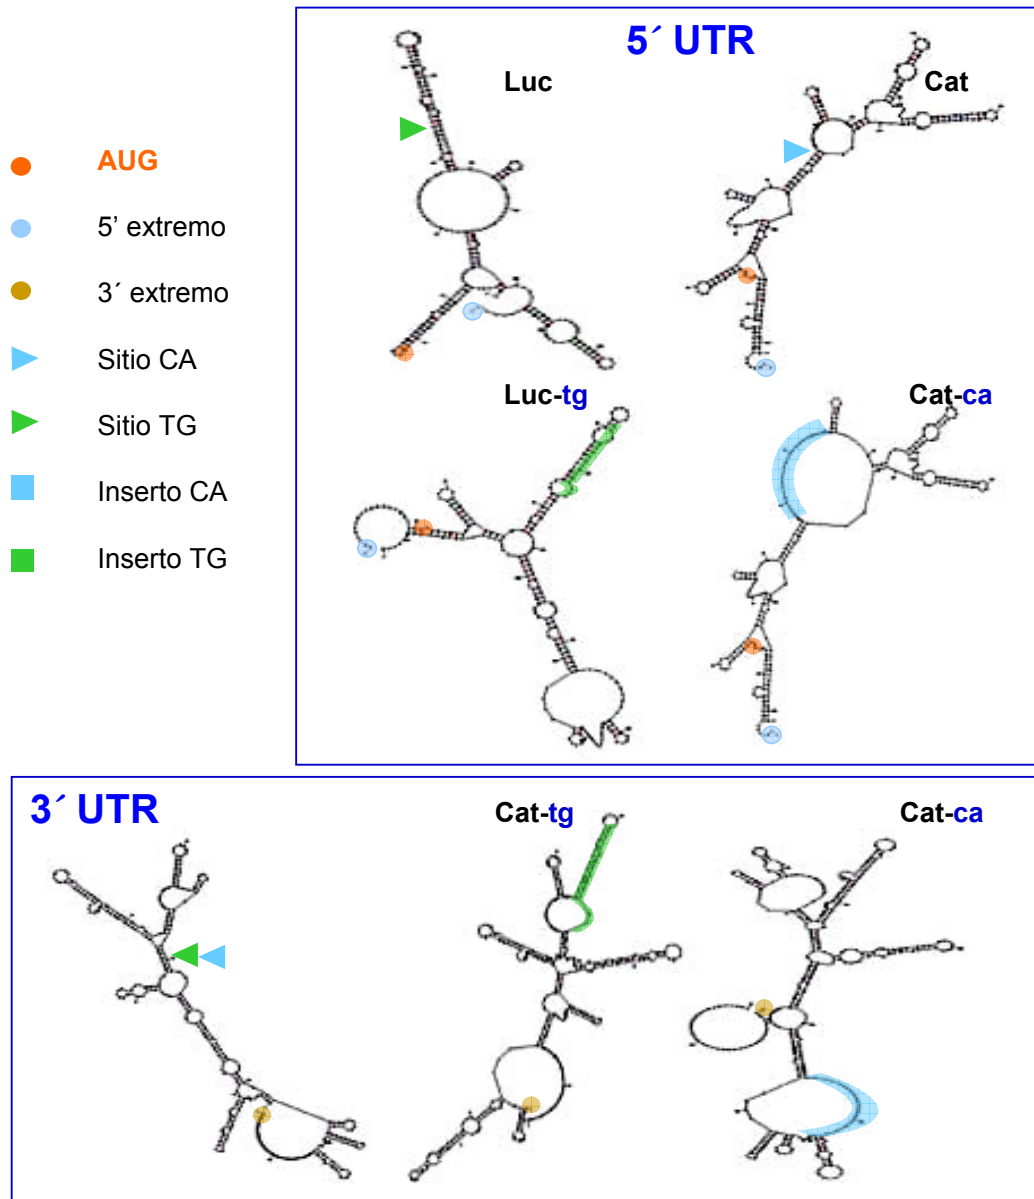 5´ UTR
Luc
Cat
AUG
5’ extremo
3´ extremo
Sitio CA
Sitio TG
Inserto CA
Inserto TG
Luc-tg
Cat-ca
3´ UTR
Cat-tg
Cat-ca